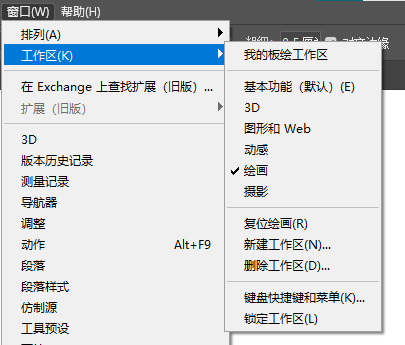 窗口(W) 帮助(H)
排列(A)
工作区(K)
在 Exchange 上查找扩展（旧版）...
扩展（旧版）
3D
版本历史记录
测量记录
导航器
调整
动作 Alt+F9
段落
段落样式
仿制源
工具预设
对齐边缘
我的板绘工作区
基本功能（默认）(E)
3D
图形和 Web
动感
绘画
摄影
复位绘画(R)
新建工作区(N)...
删除工作区(D)...
键盘快捷键和菜单(K)...
锁定工作区(L)